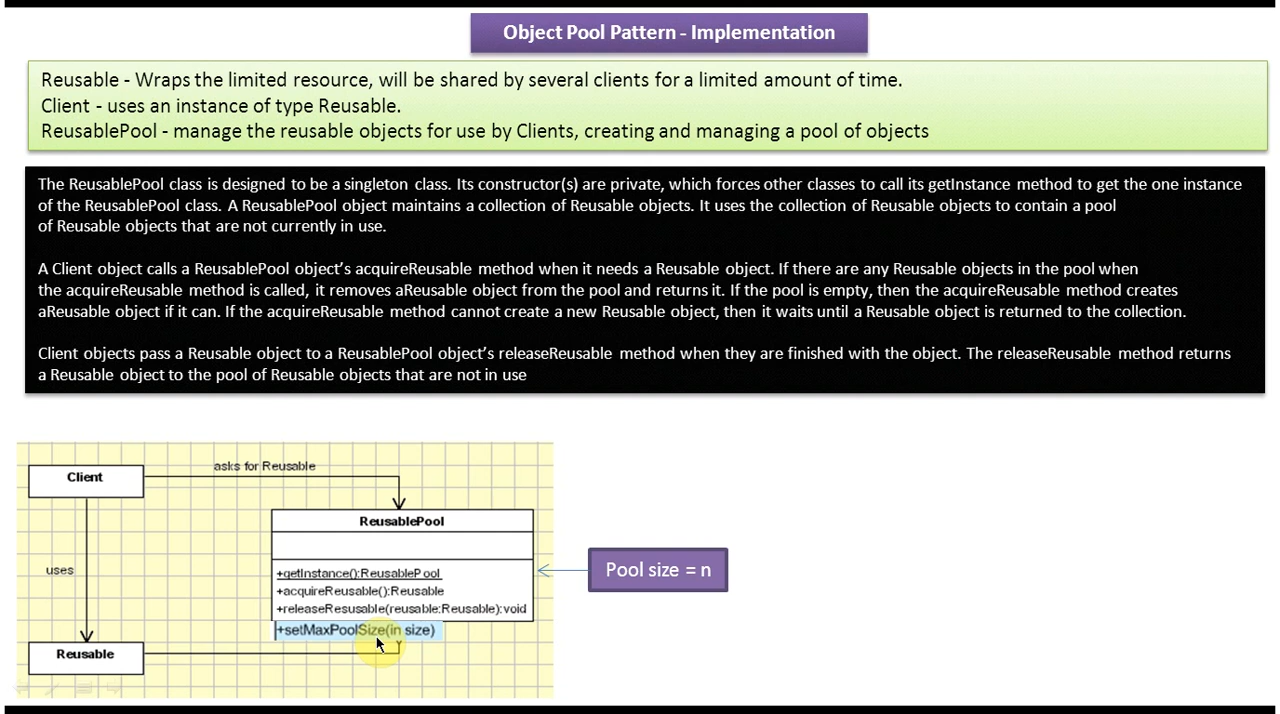 Object Pool Pattern - Implementation
Reusable - Wraps the limited resource, will be shared by several clients for a limited amount of time.
Client - uses an instance of type Reusable.
ReusablePool - manage the reusable objects for use by Clients, creating and managing a pool of objects
The ReusablePool class is designed to be a singleton class. Its constructor(s) are private, which forces other classes to call its getInstance method to get the one instance
of the ReusablePool class. A ReusablePool object maintains a collection of Reusable objects. It uses the collection of Reusable objects to contain a pool
of Reusable objects that are not currently in use.
A Client object calls a ReusablePool object's acquireReusable method when it needs a Reusable object. If there are any Reusable objects in the pool when
the acquireReusable method is called, it removes aReusable object from the pool and returns it. If the pool is empty, then the acquireReusable method creates
aReusable object if it can. If the acquireReusable method cannot create a new Reusable object, then it waits until a Reusable object is returned to the collection.
Client objects pass a Reusable object to a ReusablePool object's releaseReusable method when they are finished with the object. The releaseReusable method returns
a Reusable object to the pool of Reusable objects that are not in use
asks for Reusable
Client
ReusablePool
uses
+getInstance():ReusablePool
+acquireReusable():Reusable
+releaseResusable(reusable:Reusable):void
+setMaxPoolSize(in size)
Pool size = n
Reusable